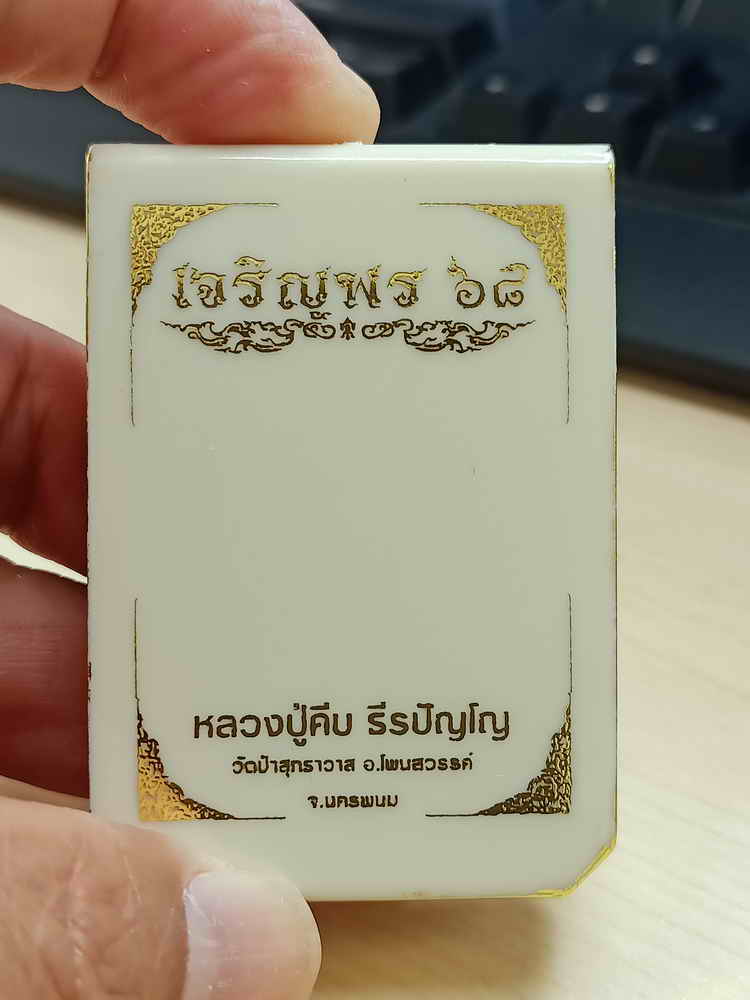 เจริญพร ๖๘
หลวงปู่คีบ ธีรปัญโญ
วัดป่าสุภราวาส อ.โพนสวรรค์
จ.นครพนม